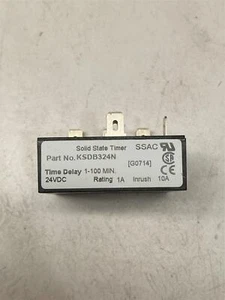 Solid State Timer SSAC
Part No. KSDB324N
[G0714]
Time Delay 1-100 MIN.
24VDC Rating 1A Inrush 10A